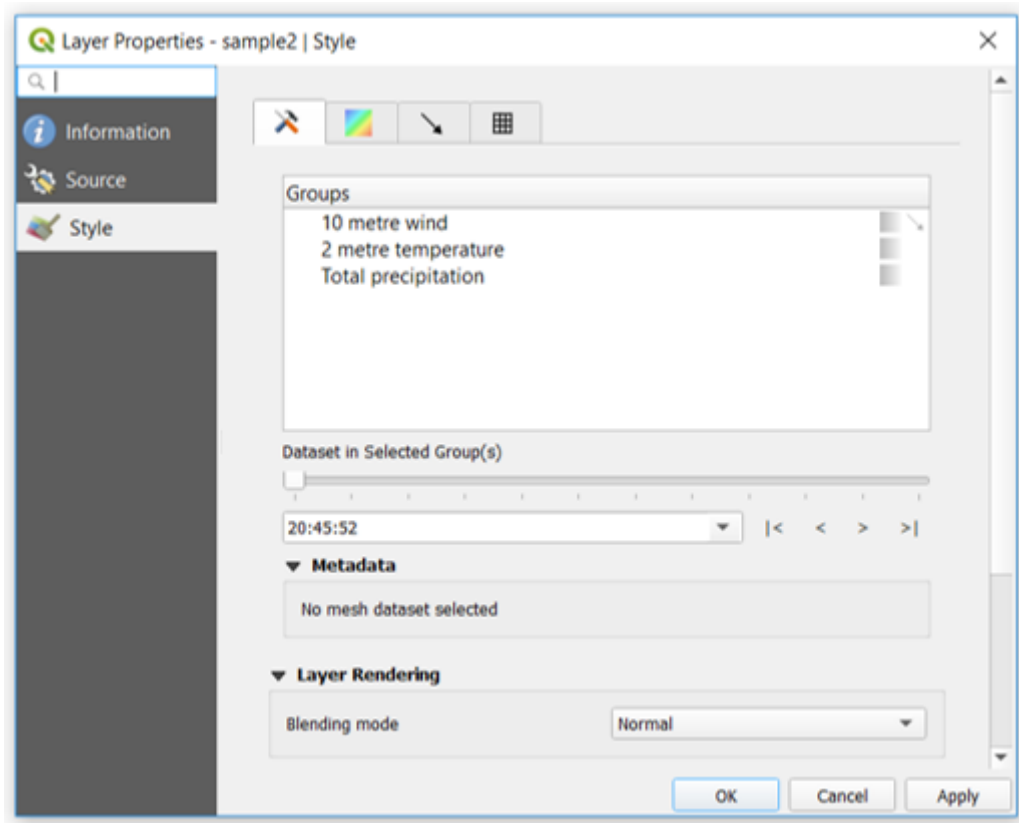 Layer Properties - sample2 | Style
Information
Source
Style
Groups
10 metre wind
2 metre temperature
Total precipitation
Dataset in Selected Group(s)
20:45:52 |< < > >|
Metadata
No mesh dataset selected
Layer Rendering
Blending mode Normal
OK Cancel Apply